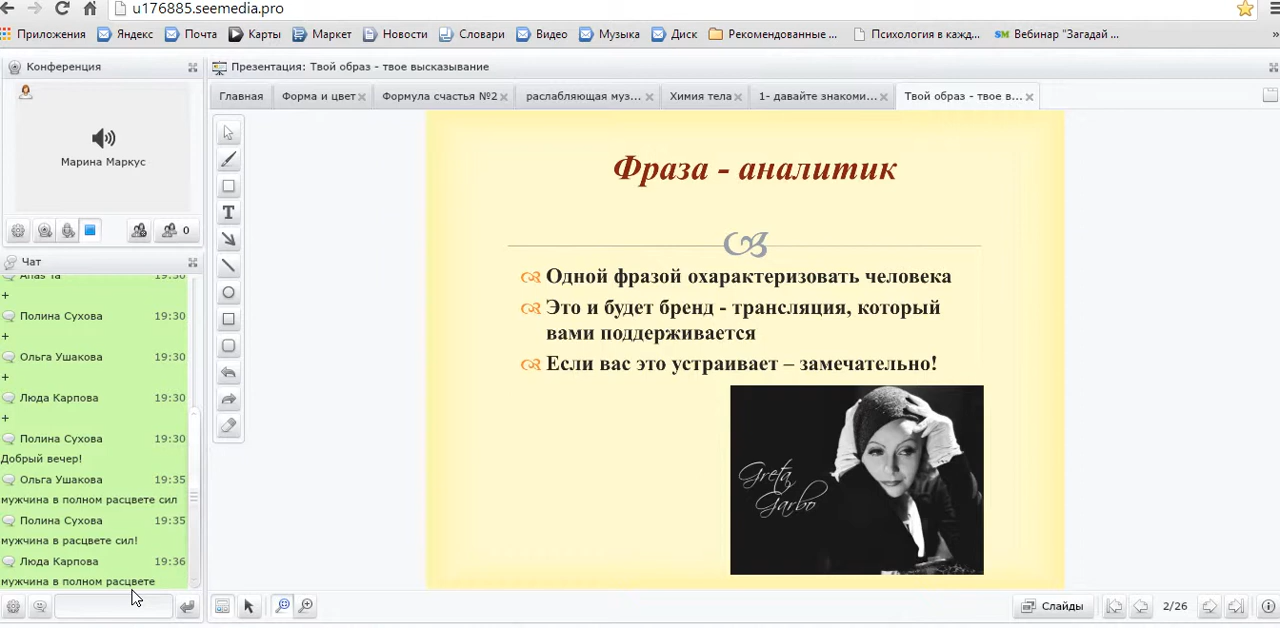 u176885.seemedia.pro
Приложения Яндекс Почта Карты Маркет Новости Словари Видео Музыка Диск Рекомендованные ... Психология в кажд... SM Вебинар "Загадай ... »
Конференция
Презентация: Твой образ - твое высказывание
Главная Форма и цвет Формула счастья №2 раслабляющая муз... Химия тела 1- давайте знакоми... Твой образ - твое в...
Марина Маркус
0
Чат
19:30
+
Полина Сухова 19:30
+
Ольга Ушакова 19:30
+
Люда Карпова 19:30
+
Полина Сухова 19:30
Добрый вечер!
Ольга Ушакова 19:35
мужчина в полном расцвете сил
Полина Сухова 19:35
мужчина в расцвете сил!
Люда Карпова 19:36
мужчина в полном расцвете
T
Фраза - аналитик
Одной фразой охарактеризовать человека
Это и будет бренд - трансляция, который
вами поддерживается
Если вас это устраивает – замечательно!
Greta
Garbo
Слайды 2/26